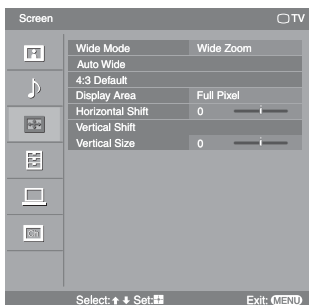 Screen TV
Wide Mode Wide Zoom
Auto Wide
4:3 Default
Display Area Full Pixel
Horizontal Shift 0
Vertical Shift
Vertical Size 0
Select: Set: Exit: MENU